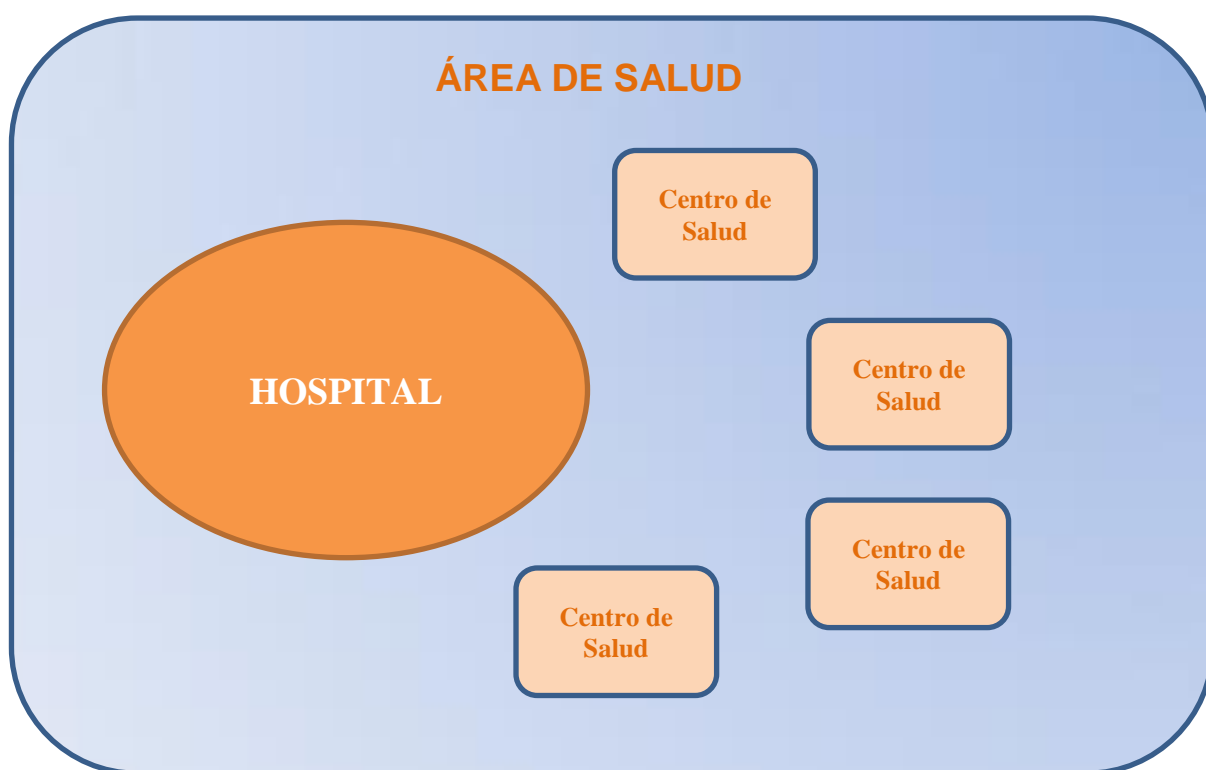 ÁREA DE SALUD
Centro de
Salud
HOSPITAL
Centro de
Salud
Centro de
Salud
Centro de
Salud